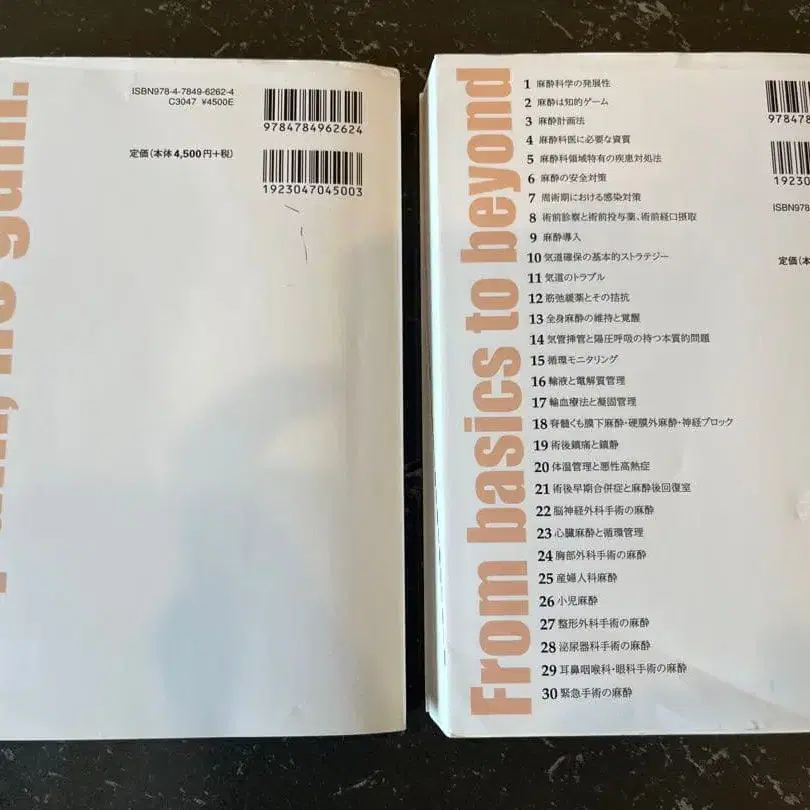 ISBN978-4-7849-6262-4
C3047 ¥4500E
9784784962624
定価(本体4,500円+税)
1923047045003
no gain.
From basics to beyond
1 麻酔科学の発展性
2 麻酔は知的ゲーム
3 麻酔計画法
4 麻酔科医に必要な資質
5 麻酔科領域特有の疾患対処法
6 麻酔の安全対策
7 周術期における感染対策
8 術前診察と術前投与薬、術前経口摂取
9 麻酔導入
10 気道確保の基本的ストラテジー
11 気道のトラブル
12 筋弛緩薬とその拮抗
13 全身麻酔の維持と覚醒
14 気管挿管と陽圧呼吸の持つ本質的問題
15 循環モニタリング
16 輸液と電解質管理
17 輸血療法と凝固管理
18 脊髄くも膜下麻酔・硬膜外麻酔・神経ブロック
19 術後鎮痛と鎮静
20 体温管理と悪性高熱症
21 術後早期合併症と麻酔後回復室
22 脳神経外科手術の麻酔
23 心臓麻酔と循環管理
24 胸部外科手術の麻酔
25 産婦人科麻酔
26 小児麻酔
27 整形外科手術の麻酔
28 泌尿器科手術の麻酔
29 耳鼻咽喉科・眼科手術の麻酔
30 緊急手術の麻酔
97847
19230
ISBN978
定価(本